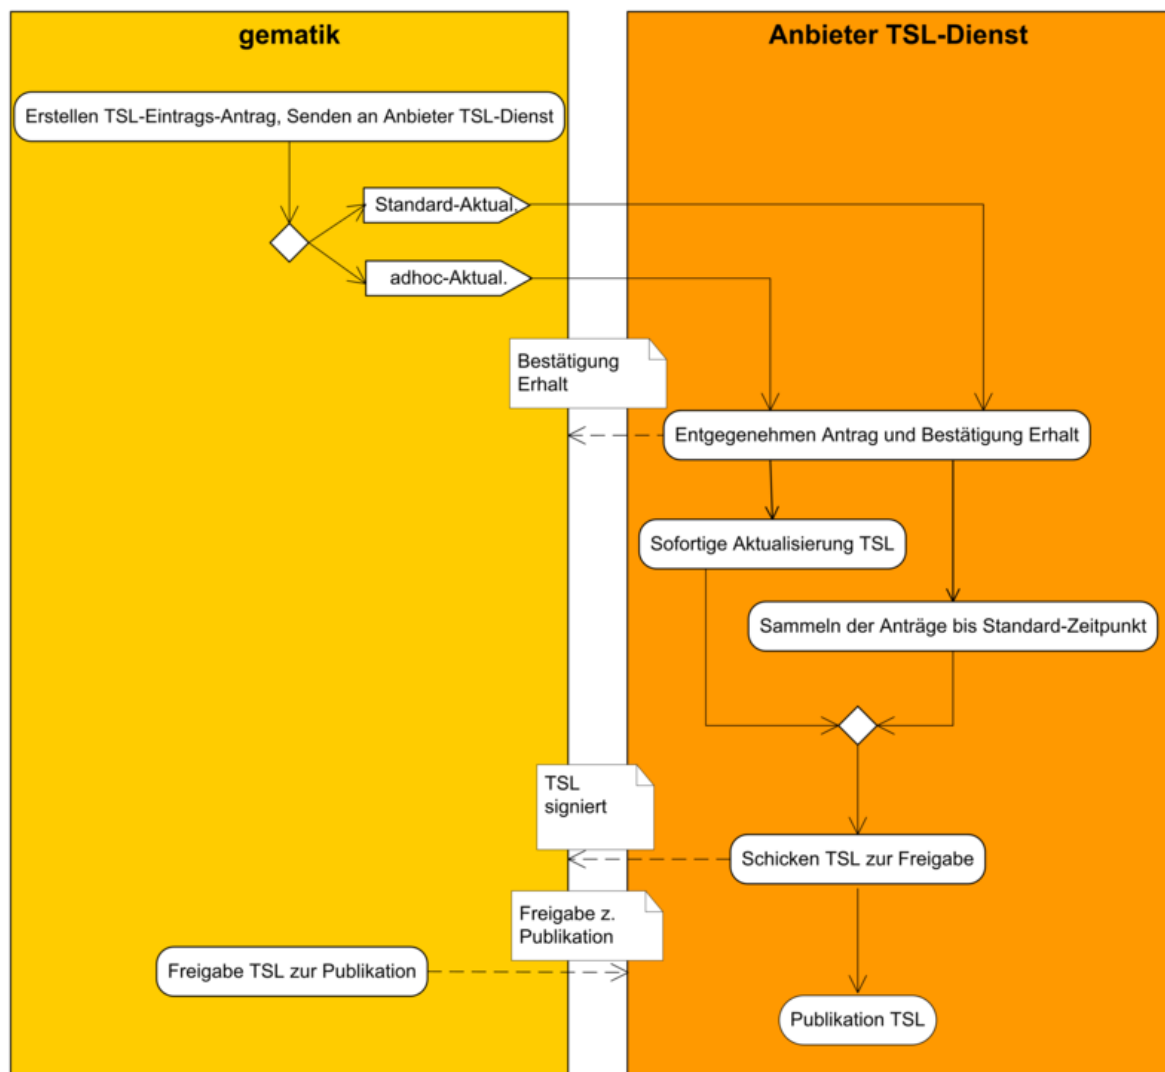 gematik
Anbieter TSL-Dienst
Erstellen TSL-Eintrags-Antrag, Senden an Anbieter TSL-Dienst
Standard-Aktual.
adhoc-Aktual.
Bestätigung
Erhalt
Entgegenehmen Antrag und Bestätigung Erhalt
Sofortige Aktualisierung TSL
Sammeln der Anträge bis Standard-Zeitpunkt
TSL
signiert
Schicken TSL zur Freigabe
Freigabe z.
Publikation
Freigabe TSL zur Publikation
Publikation TSL